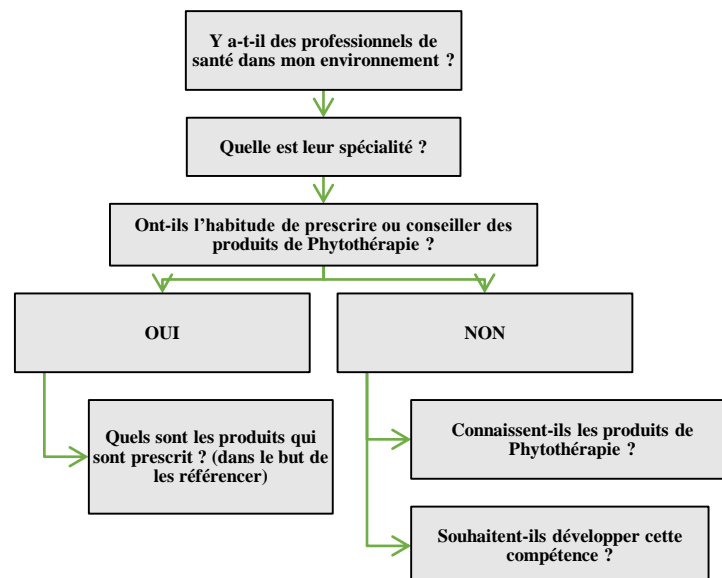 Y a-t-il des professionnels de
santé dans mon environnement ?
Quelle est leur spécialité ?
Ont-ils l’habitude de prescrire ou conseiller des
produits de Phytothérapie ?
OUI
NON
Quels sont les produits qui
sont prescrit ? (dans le but de
les référencer)
Connaissent-ils les produits de
Phytothérapie ?
Souhaitent-ils développer cette
compétence ?